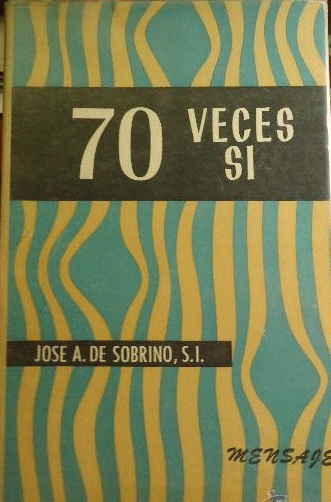 70 VECES
SI
JOSE A. DE SOBRINO, S.I.
MENSAJE